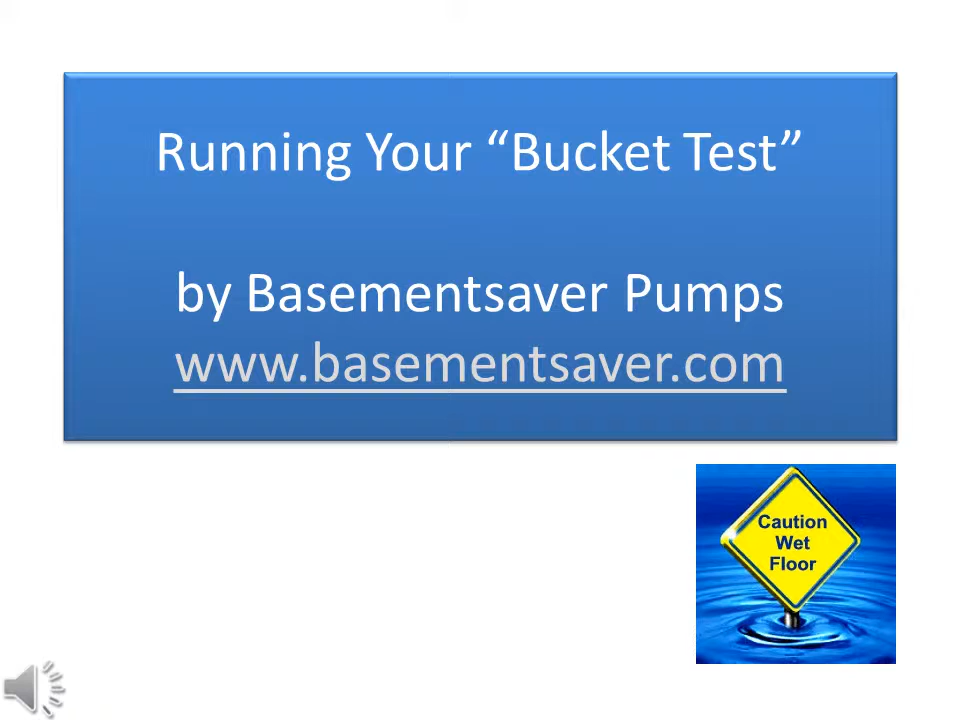 Running Your “Bucket Test”
by Basementsaver Pumps
www.basementsaver.com
Caution
Wet
Floor